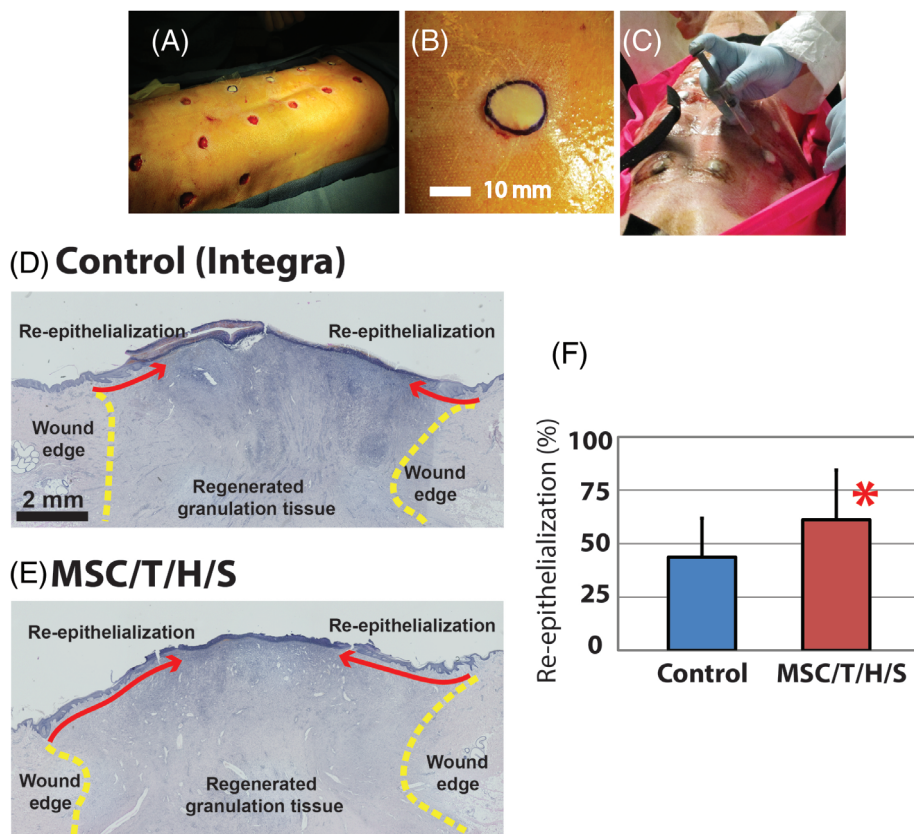 (A)
(B)
(C)
10 mm
(D) Control (Integra)
Re-epithelialization
Re-epithelialization
Wound
edge
Wound
edge
Regenerated
granulation tissue
2 mm
(E) MSC/T/H/S
Re-epithelialization
Re-epithelialization
Wound
edge
Wound
edge
Regenerated
granulation tissue
(F)
Re-epithelialization (%)
100
75
50
25
0
*
Control
MSC/T/H/S